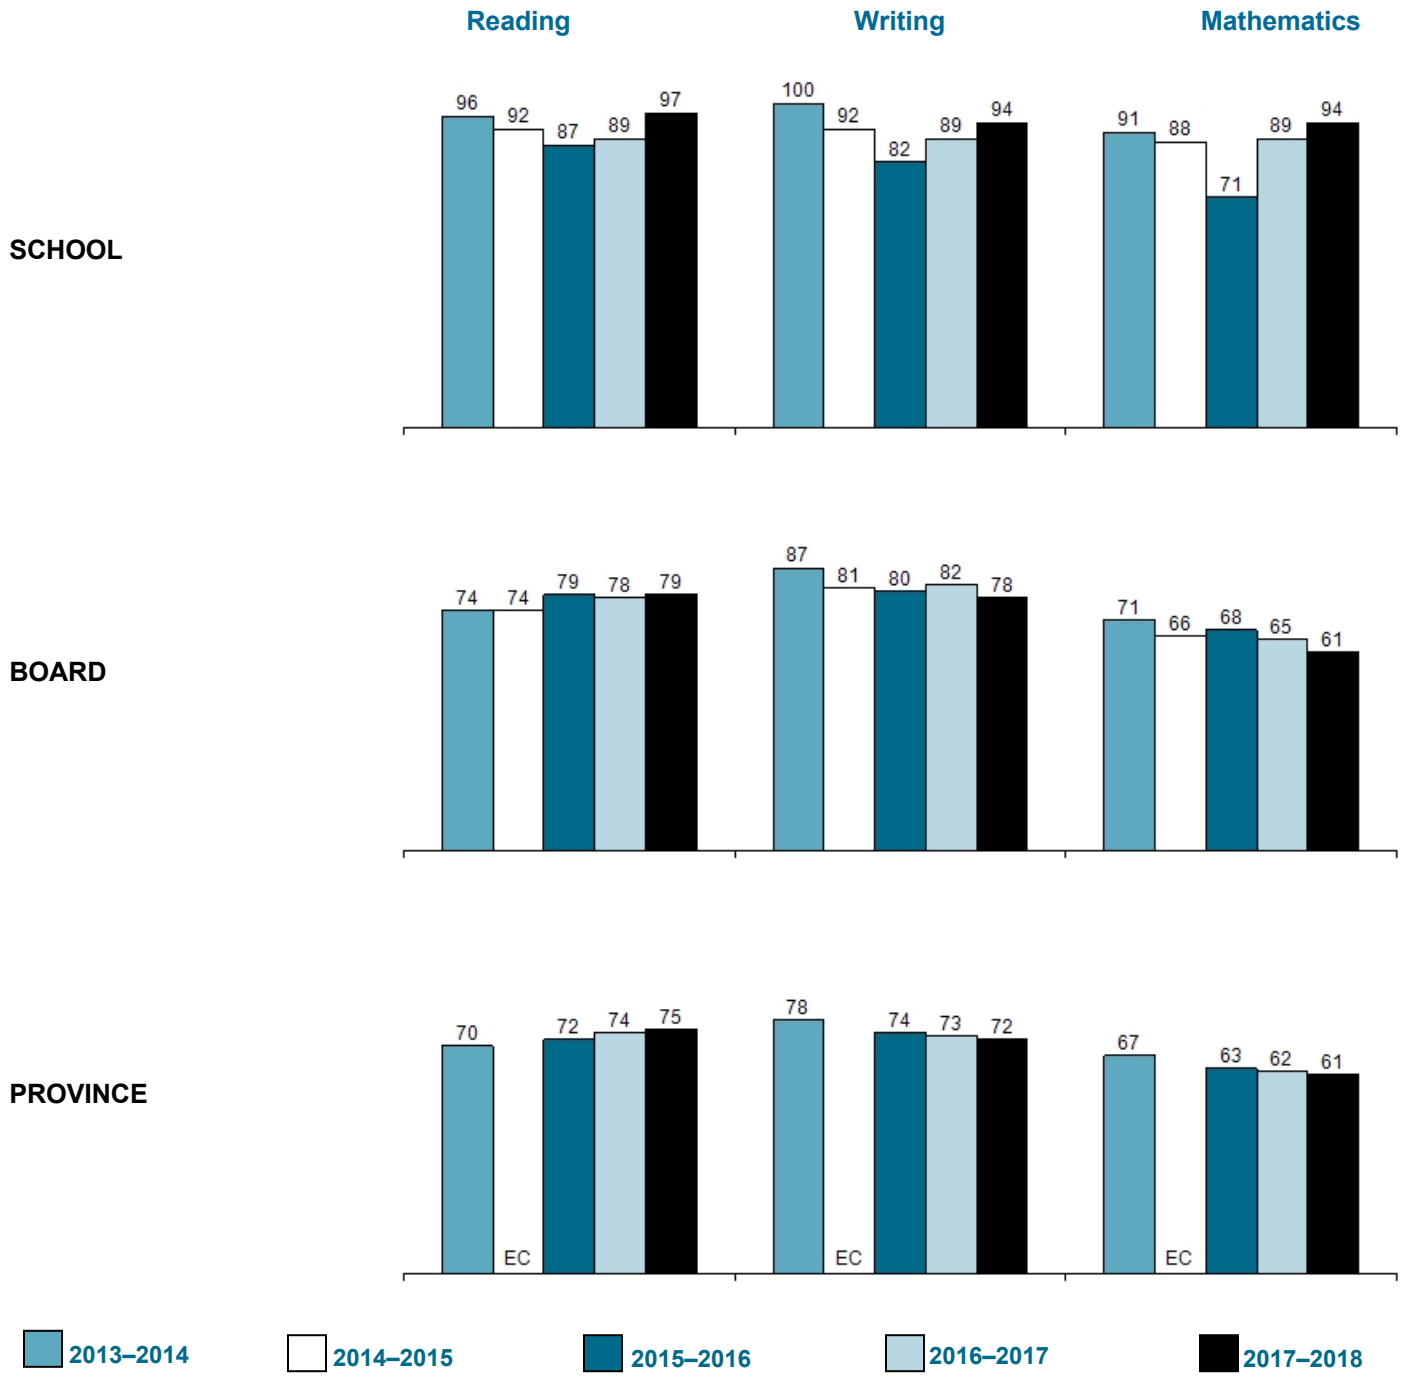 Reading Writing Mathematics
96 92 87 89 97 100 92 82 89 94 91 88 71 89 94
SCHOOL
74 74 79 78 79 87 81 80 82 78 71 66 68 65 61
BOARD
70 72 74 75 78 74 73 72 67 63 62 61
PROVINCE
EC EC EC
2013–2014 2014–2015 2015–2016 2016–2017 2017–2018